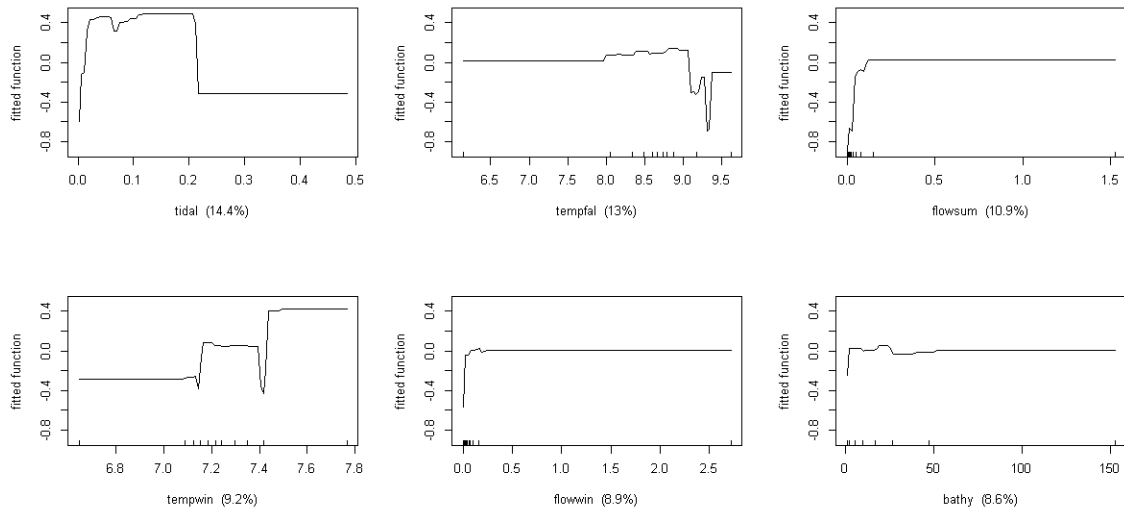 fitted function
0.4
0.0
-0.4
-0.8
0.0 0.1 0.2 0.3 0.4 0.5
tidal (14.4%)
fitted function
0.4
0.0
-0.4
-0.8
6.5 7.0 7.5 8.0 8.5 9.0 9.5
tempfal (13%)
fitted function
0.4
0.0
-0.4
-0.8
0.0 0.5 1.0 1.5
flowsum (10.9%)
fitted function
0.4
0.0
-0.4
-0.8
6.8 7.0 7.2 7.4 7.6 7.8
tempwin (9.2%)
fitted function
0.4
0.0
-0.4
-0.8
0.0 0.5 1.0 1.5 2.0 2.5
flowwin (8.9%)
fitted function
0.4
0.0
-0.4
-0.8
0 50 100 150
bathy (8.6%)